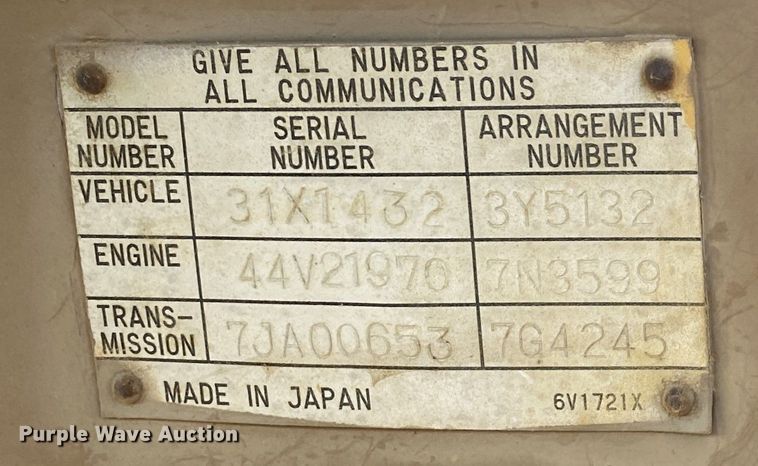 GIVE ALL NUMBERS IN
ALL COMMUNICATIONS
MODEL NUMBER SERIAL NUMBER ARRANGEMENT NUMBER
VEHICLE 31X1432 3Y5132
ENGINE 44V21970 7N3599
TRANS-MISSION 7JA00653 7G4245
MADE IN JAPAN 6V1721X
Purple Wave Auction